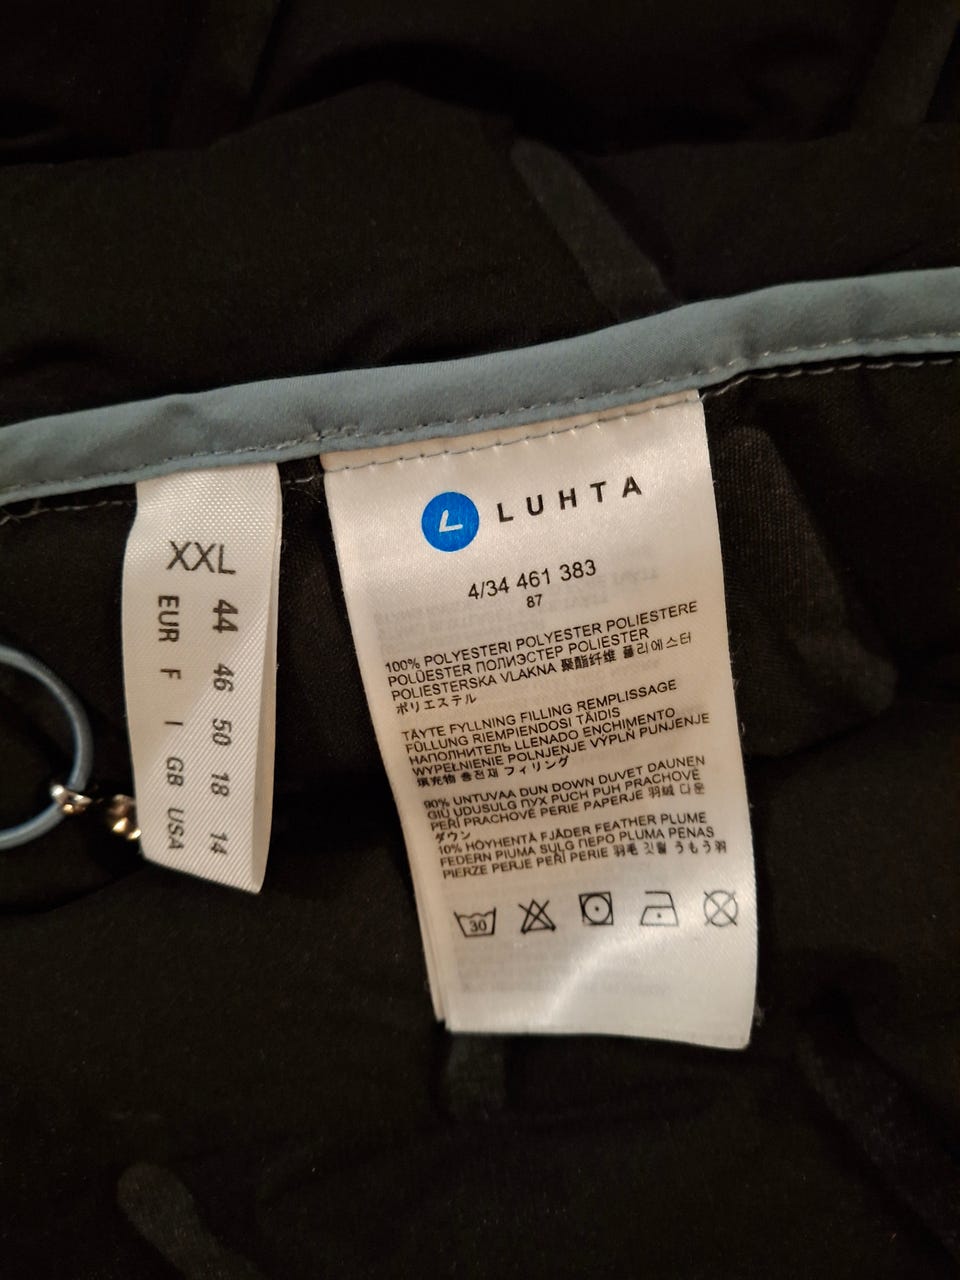 XXL
EUR 44
F 46
I 50
GB 18
USA 14
LUHTA
4/34 461 383
87
100% POLYESTERI POLYESTER POLIESTERE
POLÜESTER ПОЛИЭСТЕР POLIESTER
POLIESTERSKA VLAKNA 聚酯纤维 폴리에스터
ポリエステル
TÄYTE FYLLNING FILLING REMPLISSAGE
FÜLLUNG RIEMPIENDOSI TÄIDIS
НАПОЛНИТЕЛЬ LLENADO ENCHIMENTO
WYPEŁNIENIE POLNJENJE VÝPLŇ PUNJENJE
填充物 충전재 フィリング
90% UNTUVAA DUN DOWN DUVET DAUNEN
GIÙ UDUSULG ПУХ PUCH PUH PRACHOVÉ
PEŘÍ PRACHOVÉ PERIE PAPERJE 羽绒 다운
ダウン
10% HÖYHENTÄ FJÄDER FEATHER PLUME
FEDERN PIUMA SULG ПЕРО PLUMA PENAS
PIERZE PERJE PEŘÍ PERIE 羽毛 깃털 うもう羽
30